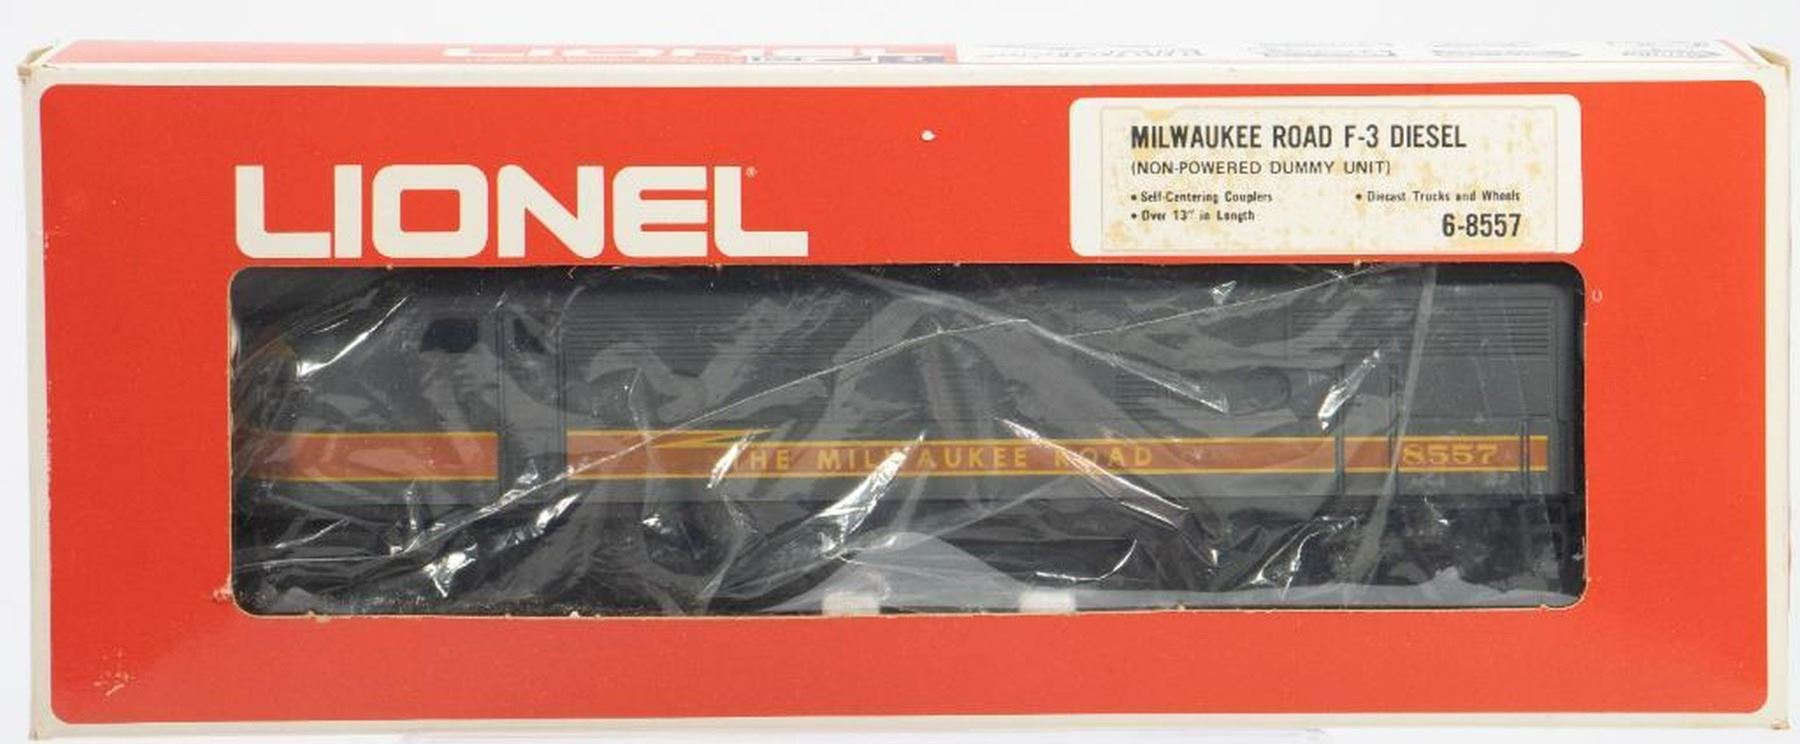 LIONEL®
MILWAUKEE ROAD F-3 DIESEL
(NON-POWERED DUMMY UNIT)
• Self-Centering Couplers • Diecast Trucks and Wheels
• Over 13" in Length
6-8557
THE MILWAUKEE ROAD 8557